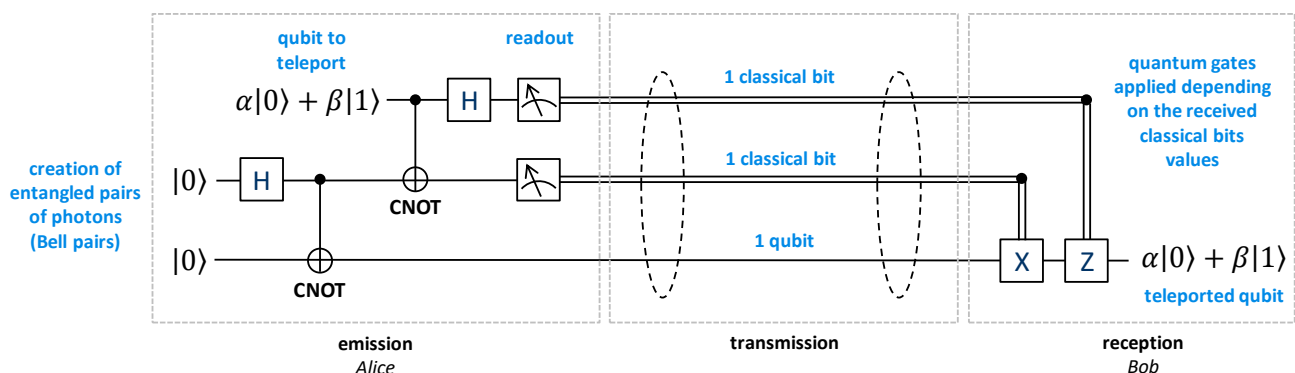 qubit to
teleport
readout
α|0⟩ + β|1⟩
H
1 classical bit
quantum gates
applied depending
on the received
classical bits
values
creation of
entangled pairs
of photons
(Bell pairs)
|0⟩
H
CNOT
1 classical bit
|0⟩
CNOT
1 qubit
X
Z
α|0⟩ + β|1⟩
teleported qubit
emission
Alice
transmission
reception
Bob